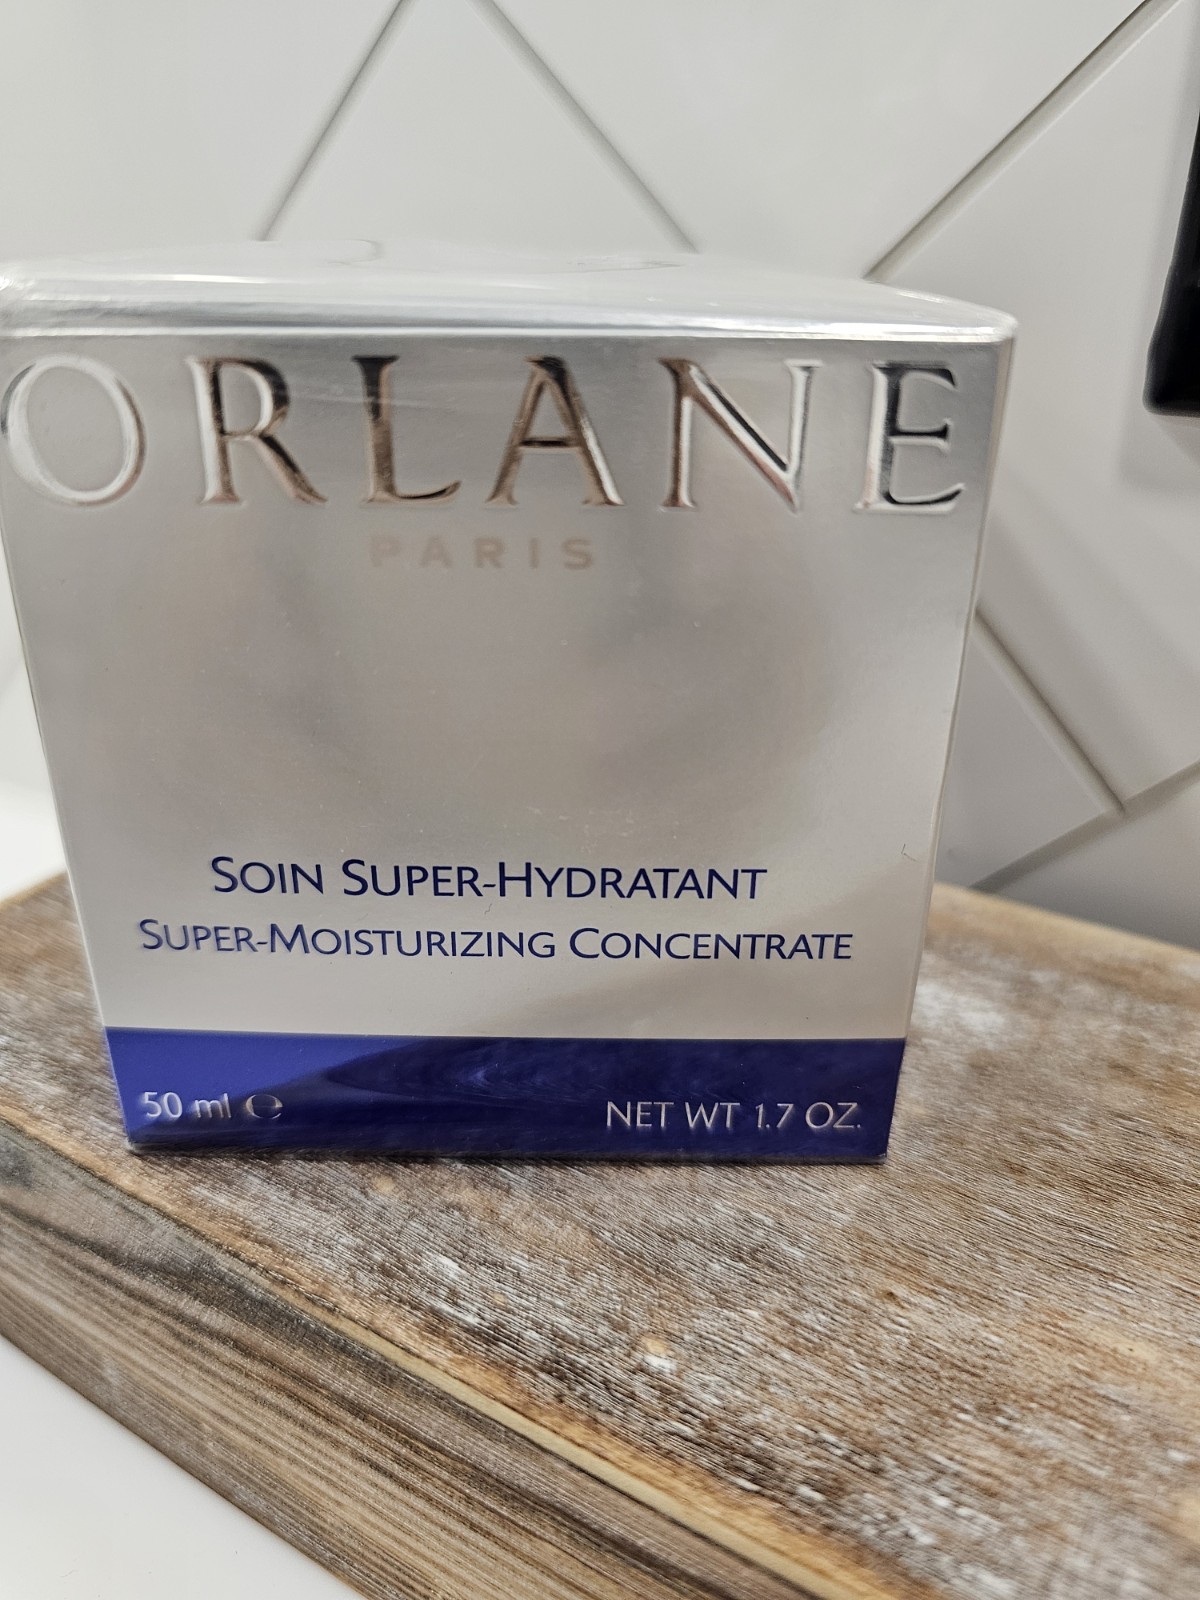 ORLANE
PARIS
SOIN SUPER-HYDRATANT
SUPER-MOISTURIZING CONCENTRATE
50 ml ℮ NET WT 1.7 OZ.